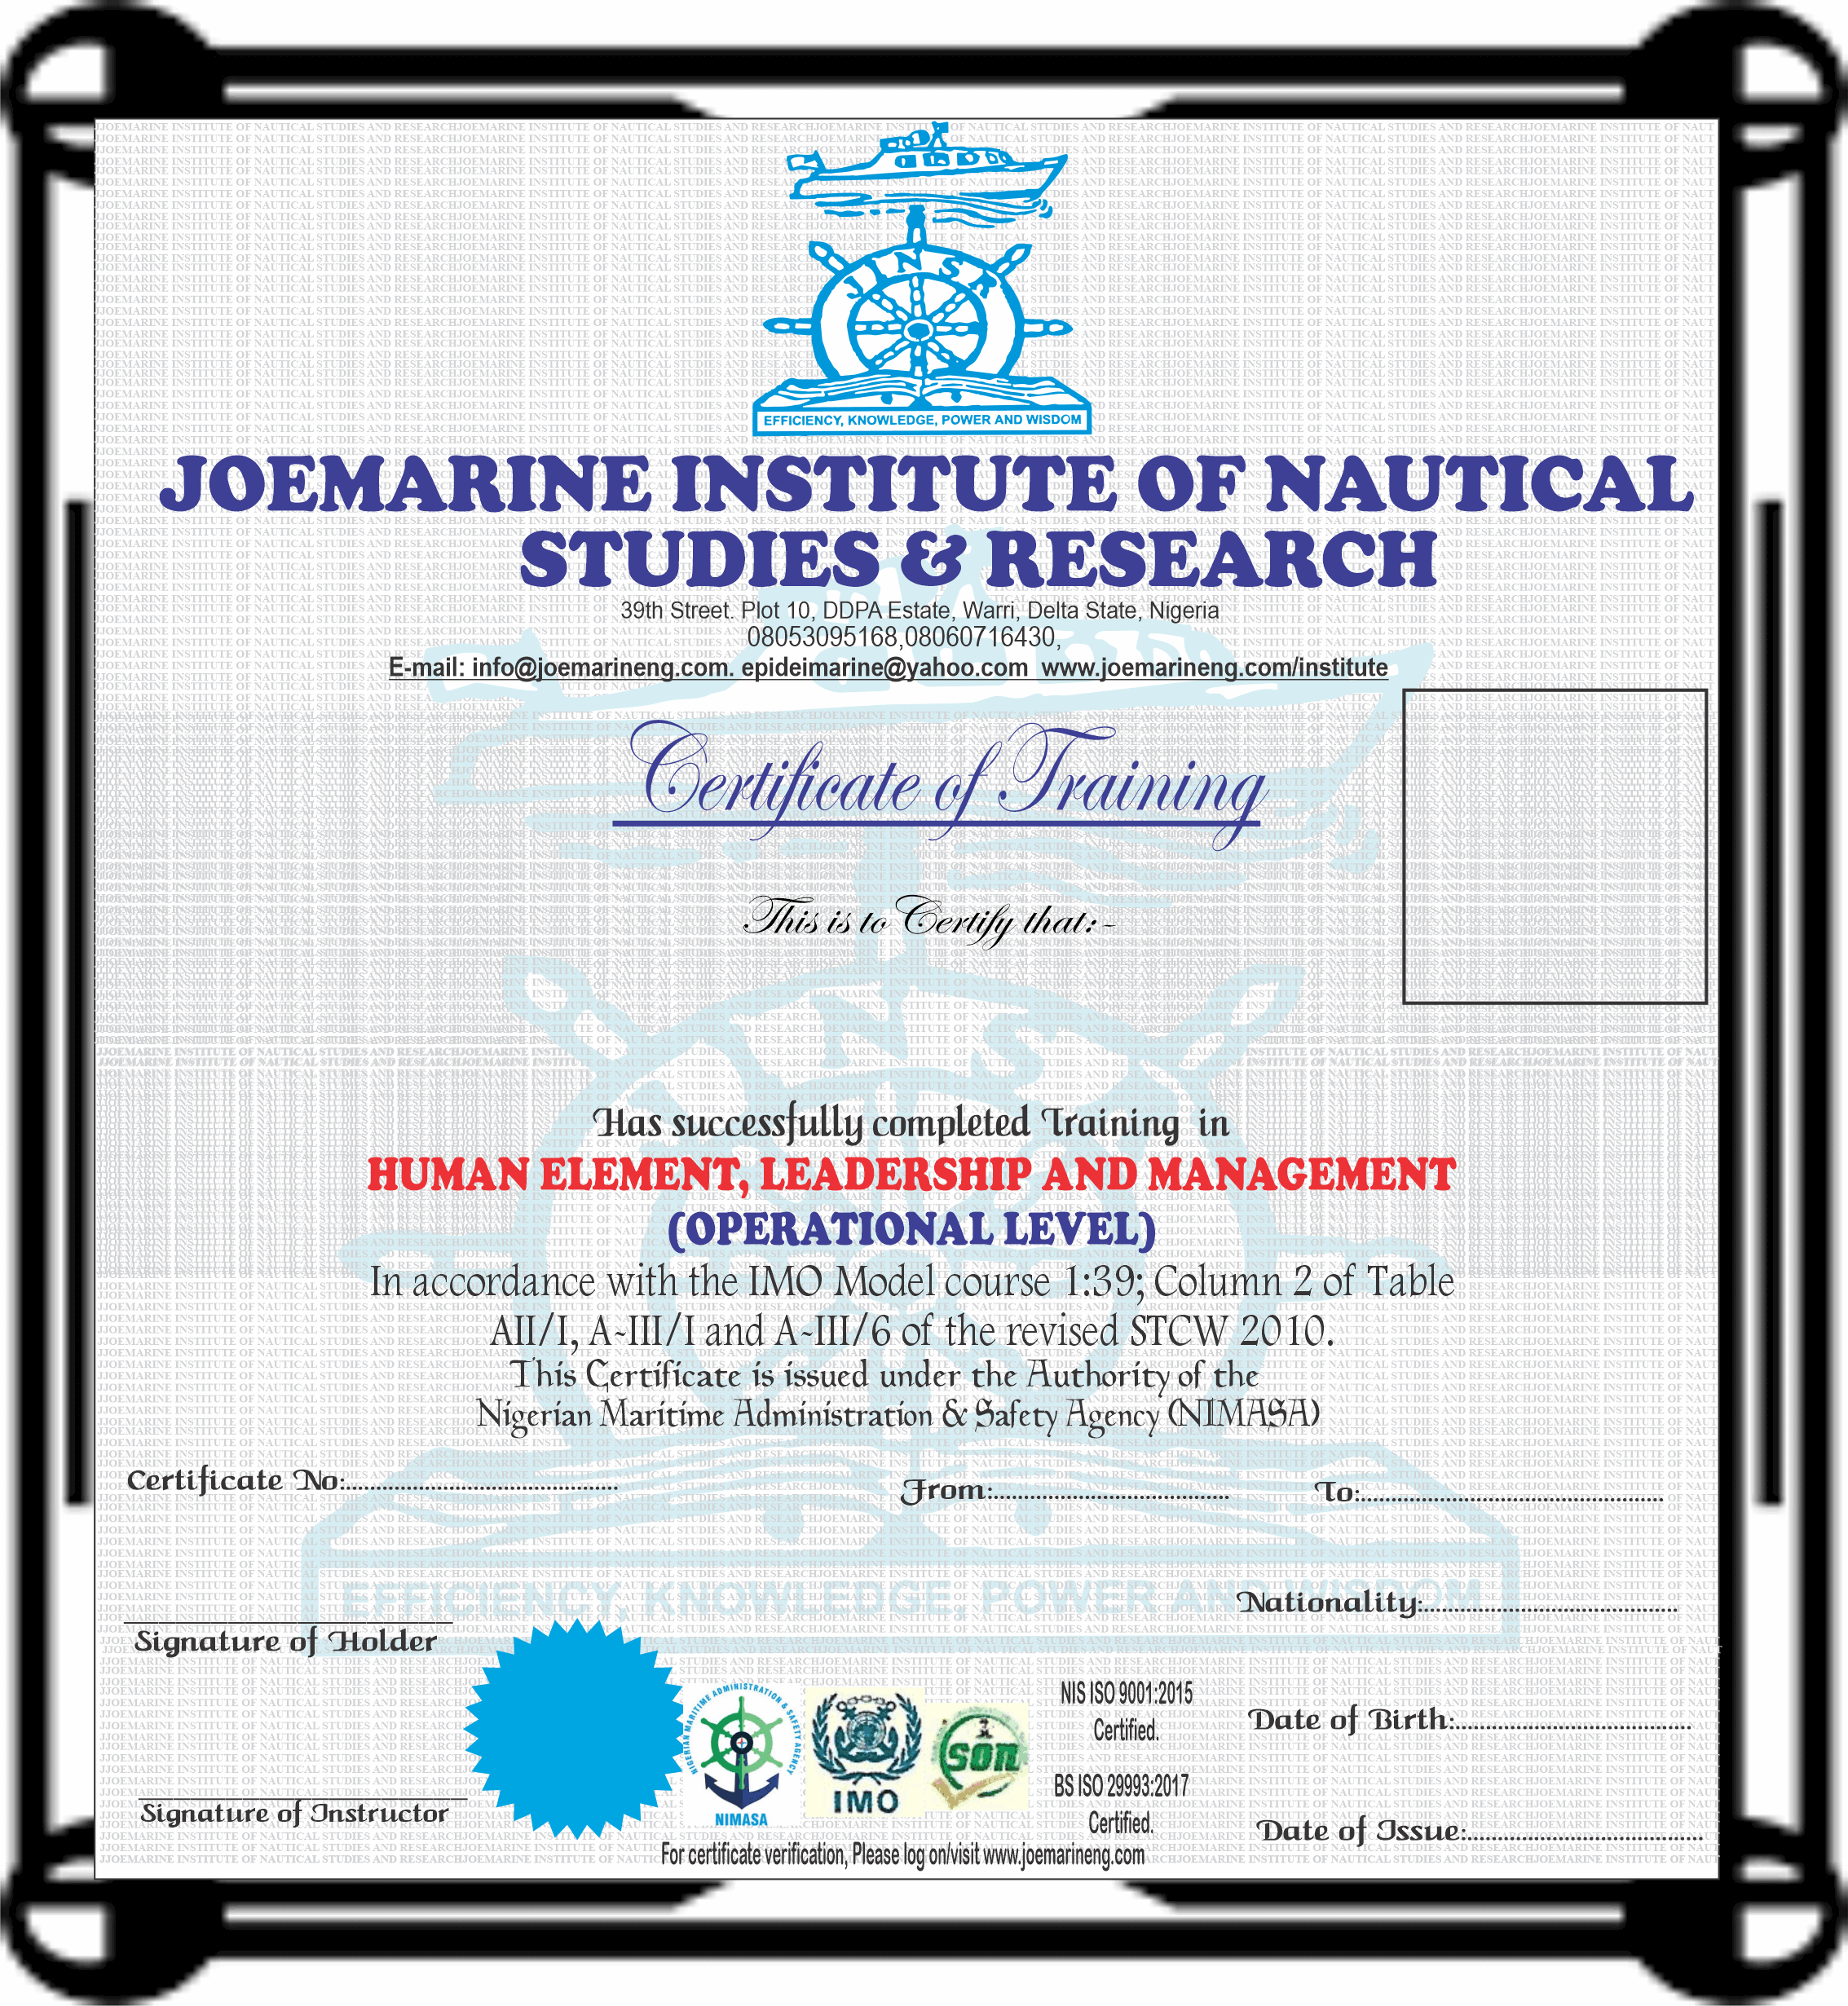 JINSR
EFFICIENCY, KNOWLEDGE, POWER AND WISDOM
JOEMARINE INSTITUTE OF NAUTICAL
STUDIES & RESEARCH
39th Street. Plot 10, DDPA Estate, Warri, Delta State, Nigeria
08053095168,08060716430,
E-mail: info@joemarineng.com. epideimarine@yahoo.com www.joemarineng.com/institute
Certificate of Training
This is to Certify that:-
Has successfully completed Training in
HUMAN ELEMENT, LEADERSHIP AND MANAGEMENT
(OPERATIONAL LEVEL)
In accordance with the IMO Model course 1:39; Column 2 of Table
AII/I, A-III/I and A-III/6 of the revised STCW 2010.
This Certificate is issued under the Authority of the
Nigerian Maritime Administration & Safety Agency (NIMASA)
Certificate No:............................................. From:....................................... To:..................................................
EFFICIENCY, KNOWLEDGE, POWER AND WISDOM
Nationality:..........................................
Signature of Holder
NIGERIAN MARITIME ADMINISTRATION & SAFETY AGENCY
NIMASA
IMO
SON
NIS ISO 9001:2015
Certified.
BS ISO 29993:2017
Certified.
Date of Birth:.......................................
Signature of Instructor
Date of Issue:.......................................
For certificate verification, Please log on/visit www.joemarineng.com